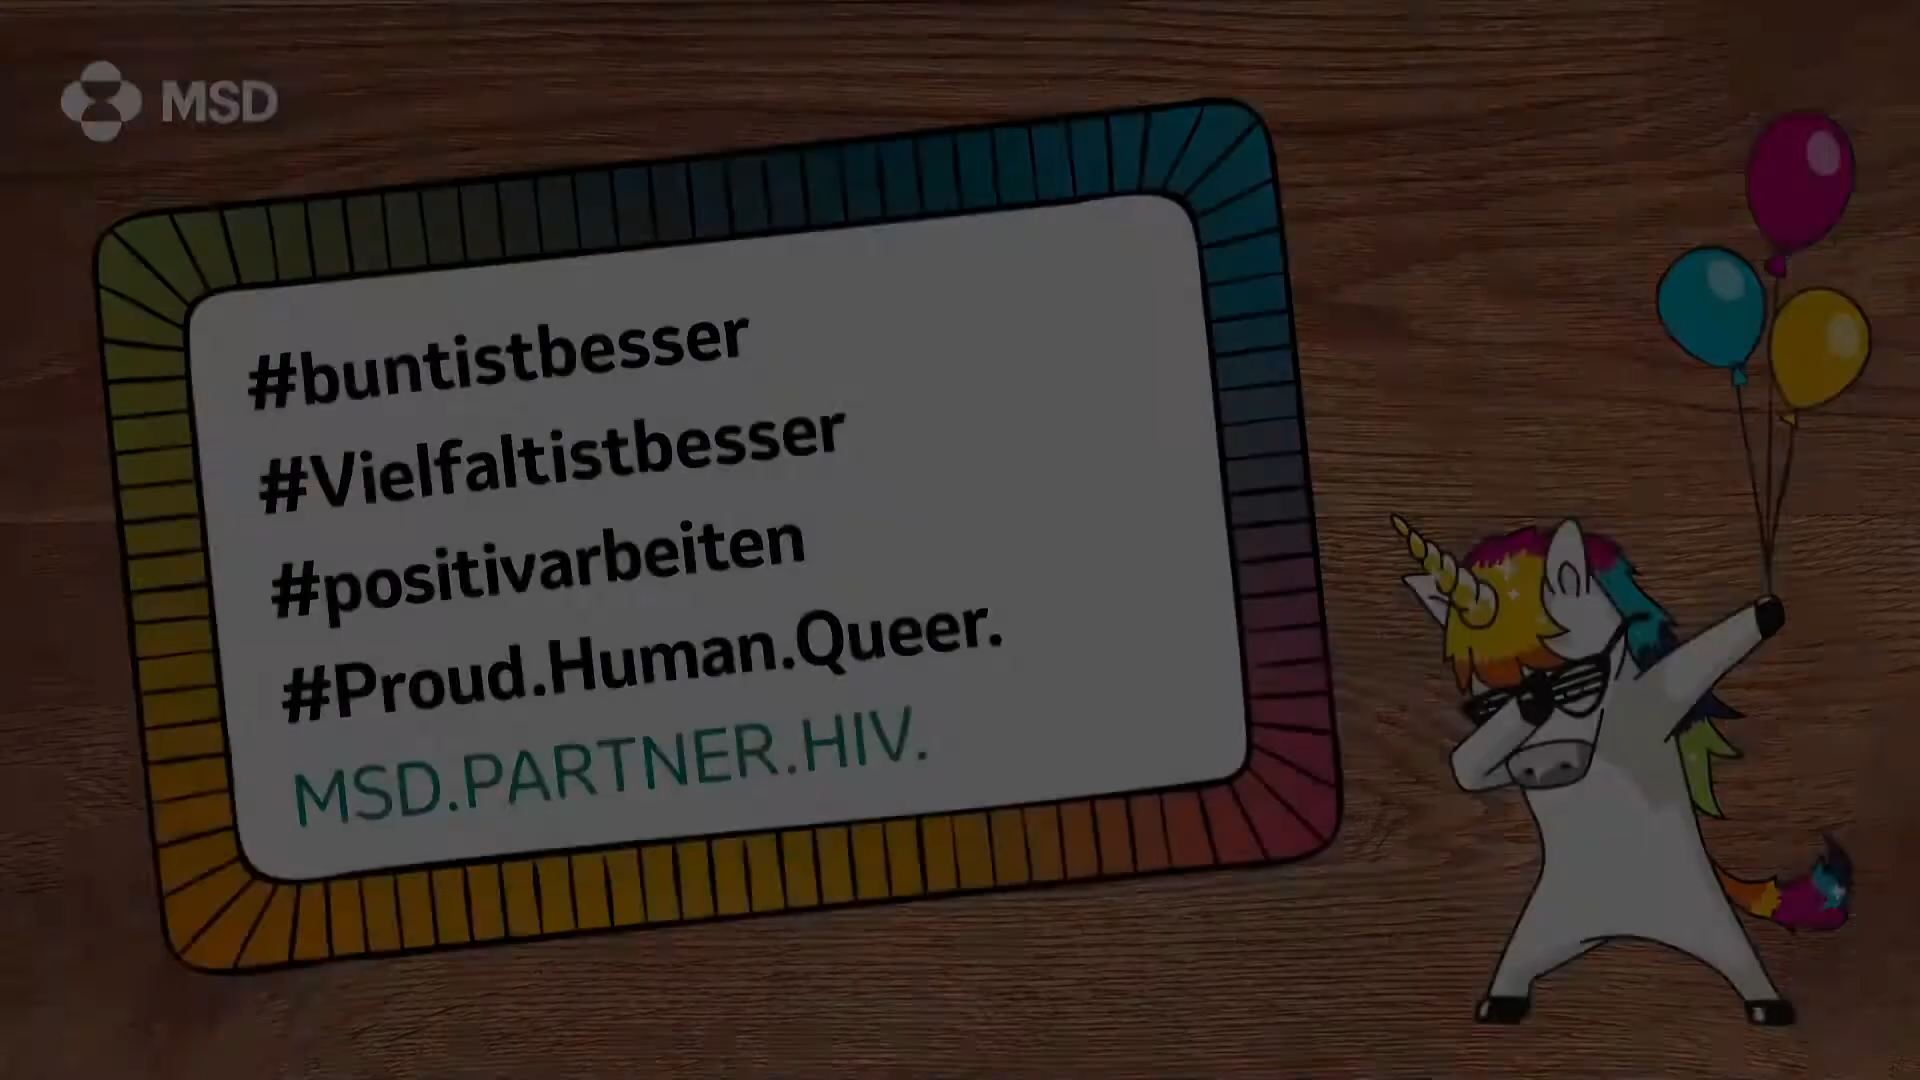 MSD
#buntistbesser
#Vielfaltistbesser
#positivarbeiten
#Proud.Human.Queer.
MSD.PARTNER.HIV.